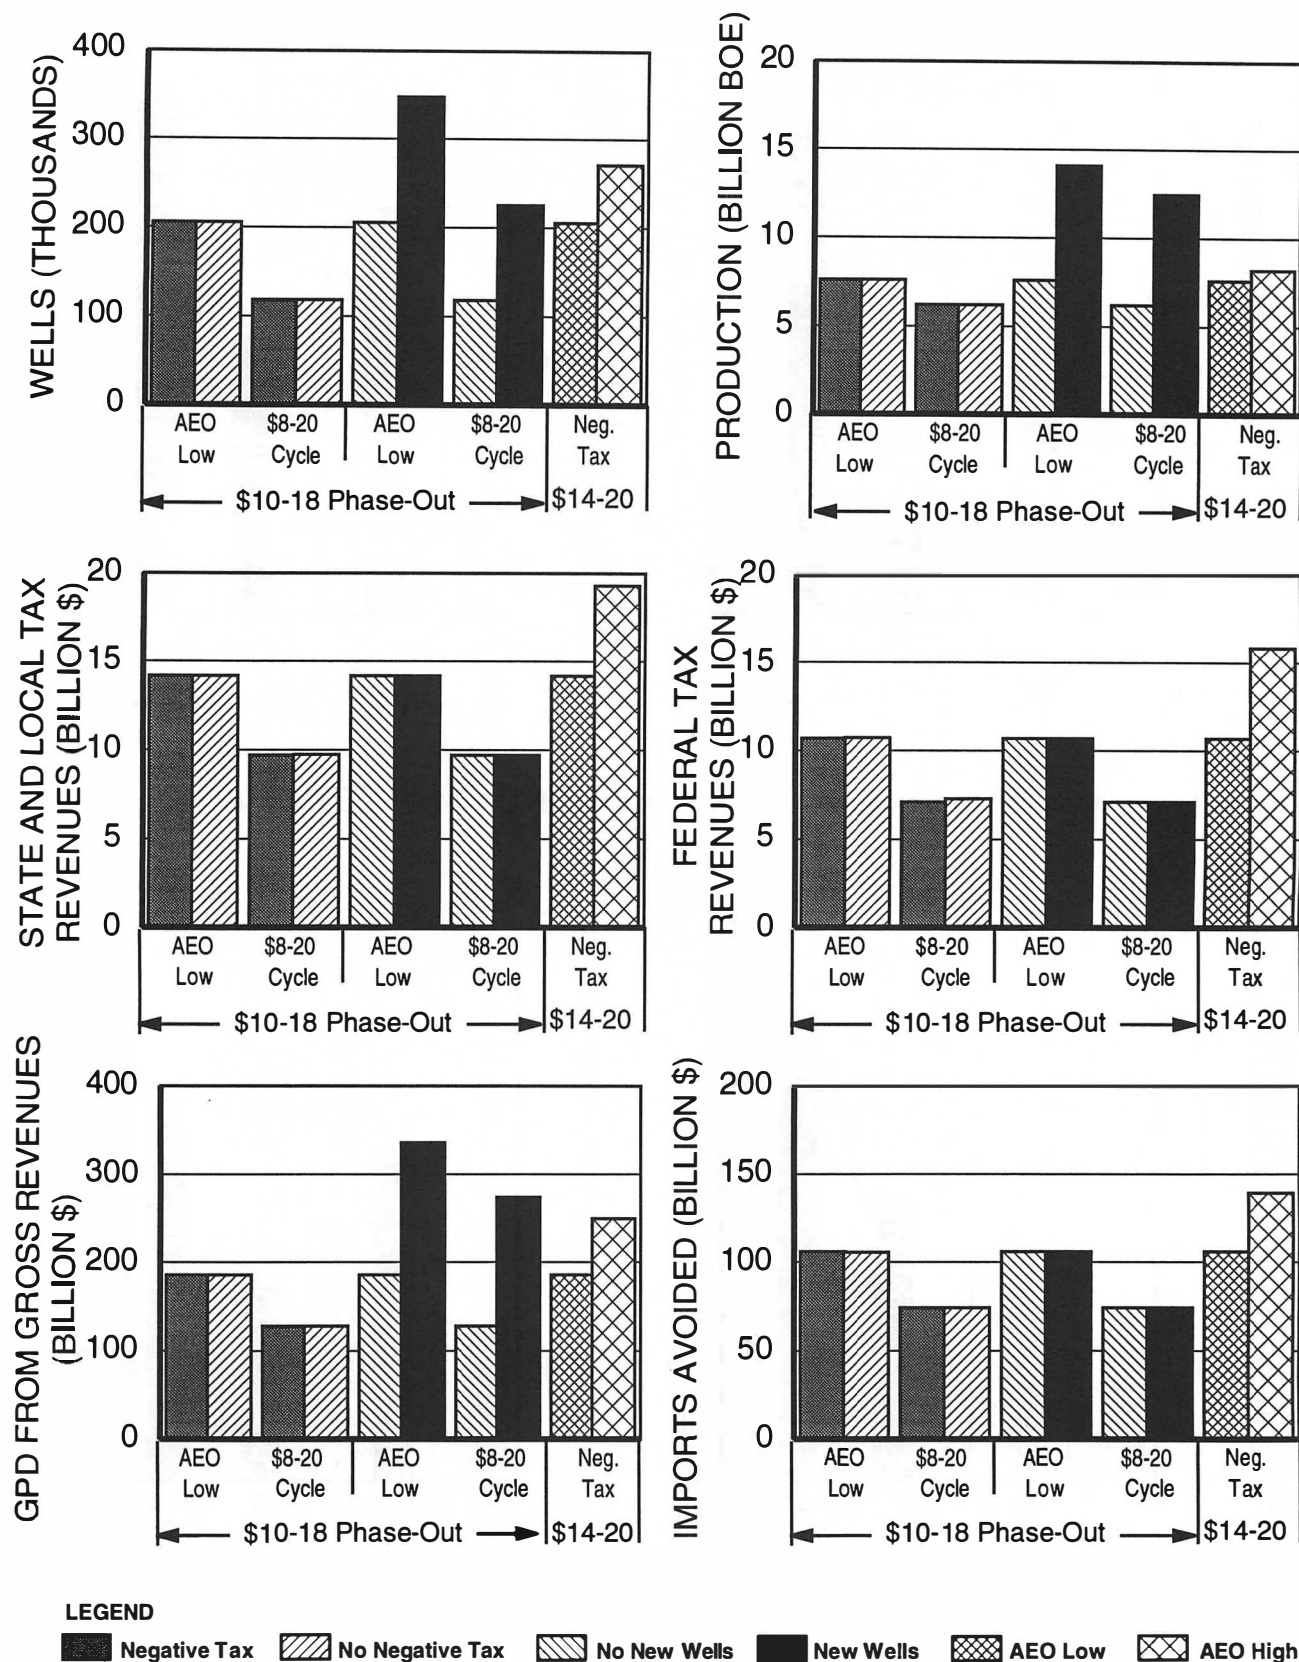 WELLS (THOUSANDS)
400
300
200
100
0
AEO $8-20 AEO $8-20 Neg.
Low Cycle Low Cycle Tax
$10-18 Phase-Out $14-20
PRODUCTION (BILLION BOE)
20
15
10
5
0
AEO $8-20 AEO $8-20 Neg.
Low Cycle Low Cycle Tax
$10-18 Phase-Out $14-20
STATE AND LOCAL TAX
REVENUES (BILLION $)
20
15
10
5
0
AEO $8-20 AEO $8-20 Neg.
Low Cycle Low Cycle Tax
$10-18 Phase-Out $14-20
FEDERAL TAX
REVENUES (BILLION $)
20
15
10
5
0
AEO $8-20 AEO $8-20 Neg.
Low Cycle Low Cycle Tax
$10-18 Phase-Out $14-20
GPD FROM GROSS REVENUES
(BILLION $)
400
300
200
100
0
AEO $8-20 AEO $8-20 Neg.
Low Cycle Low Cycle Tax
$10-18 Phase-Out $14-20
IMPORTS AVOIDED (BILLION $)
200
150
100
50
0
AEO $8-20 AEO $8-20 Neg.
Low Cycle Low Cycle Tax
$10-18 Phase-Out $14-20
LEGEND
Negative Tax No Negative Tax No New Wells New Wells AEO Low AEO High